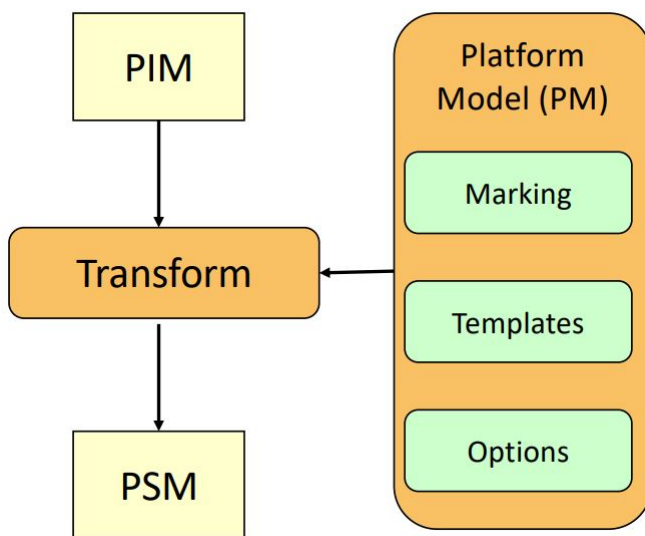 PIM
Transform
PSM
Platform
Model (PM)
Marking
Templates
Options